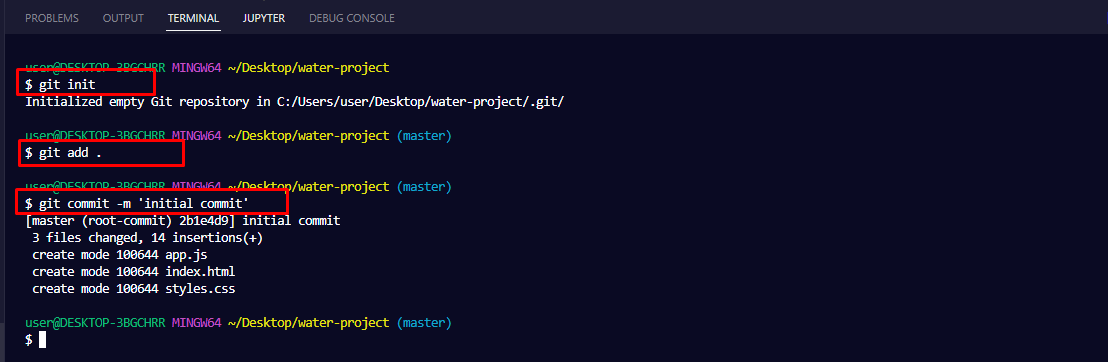 PROBLEMS OUTPUT TERMINAL JUPYTER DEBUG CONSOLE
user@DESKTOP-3BGCHRR MINGW64 ~/Desktop/water-project
$ git init
Initialized empty Git repository in C:/Users/user/Desktop/water-project/.git/
user@DESKTOP-3BGCHRR MINGW64 ~/Desktop/water-project (master)
$ git add .
user@DESKTOP-3BGCHRR MINGW64 ~/Desktop/water-project (master)
$ git commit -m 'initial commit'
[master (root-commit) 2b1e4d9] initial commit
3 files changed, 14 insertions(+)
create mode 100644 app.js
create mode 100644 index.html
create mode 100644 styles.css
user@DESKTOP-3BGCHRR MINGW64 ~/Desktop/water-project (master)
$